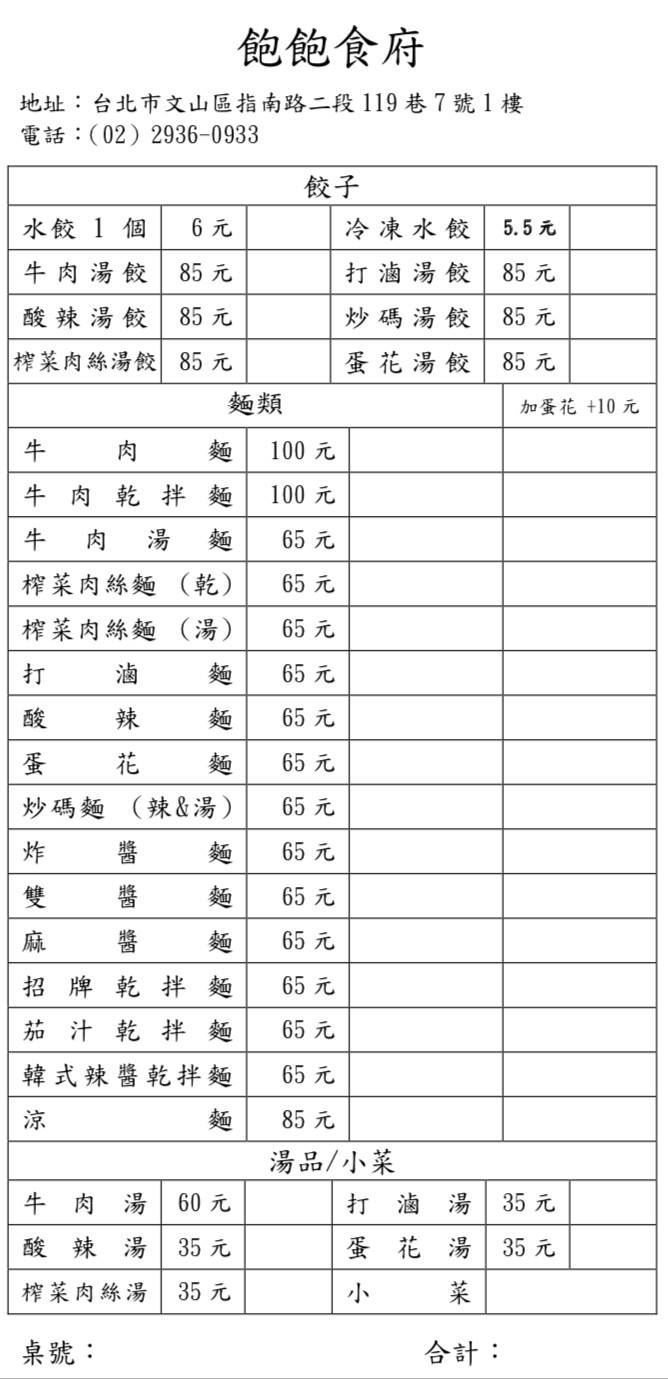 飽飽食府
地址：台北市文山區指南路二段 119 巷 7 號 1 樓
電話：(02) 2936-0933
餃子
水餃 1 個 6 元 冷凍水餃 5.5 元
牛肉湯餃 85 元 打滷湯餃 85 元
酸辣湯餃 85 元 炒碼湯餃 85 元
榨菜肉絲湯餃 85 元 蛋花湯餃 85 元
麵類 加蛋花 +10 元
牛肉麵 100 元
牛肉乾拌麵 100 元
牛肉湯麵 65 元
榨菜肉絲麵（乾） 65 元
榨菜肉絲麵（湯） 65 元
打滷麵 65 元
酸辣麵 65 元
蛋花麵 65 元
炒碼麵（辣&湯） 65 元
炸醬麵 65 元
雙醬麵 65 元
麻醬麵 65 元
招牌乾拌麵 65 元
茄汁乾拌麵 65 元
韓式辣醬乾拌麵 65 元
涼麵 85 元
湯品/小菜
牛肉湯 60 元 打滷湯 35 元
酸辣湯 35 元 蛋花湯 35 元
榨菜肉絲湯 35 元 小菜
桌號： 合計：